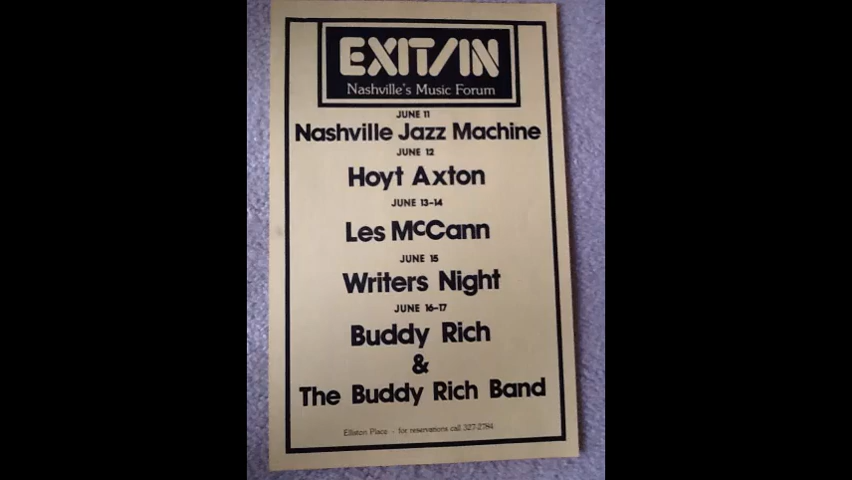 EXIT/IN
Nashville's Music Forum
JUNE 11
Nashville Jazz Machine
JUNE 12
Hoyt Axton
JUNE 13-14
Les McCann
JUNE 15
Writers Night
JUNE 16-17
Buddy Rich
&
The Buddy Rich Band
Elliston Place - for reservations call 327-2784